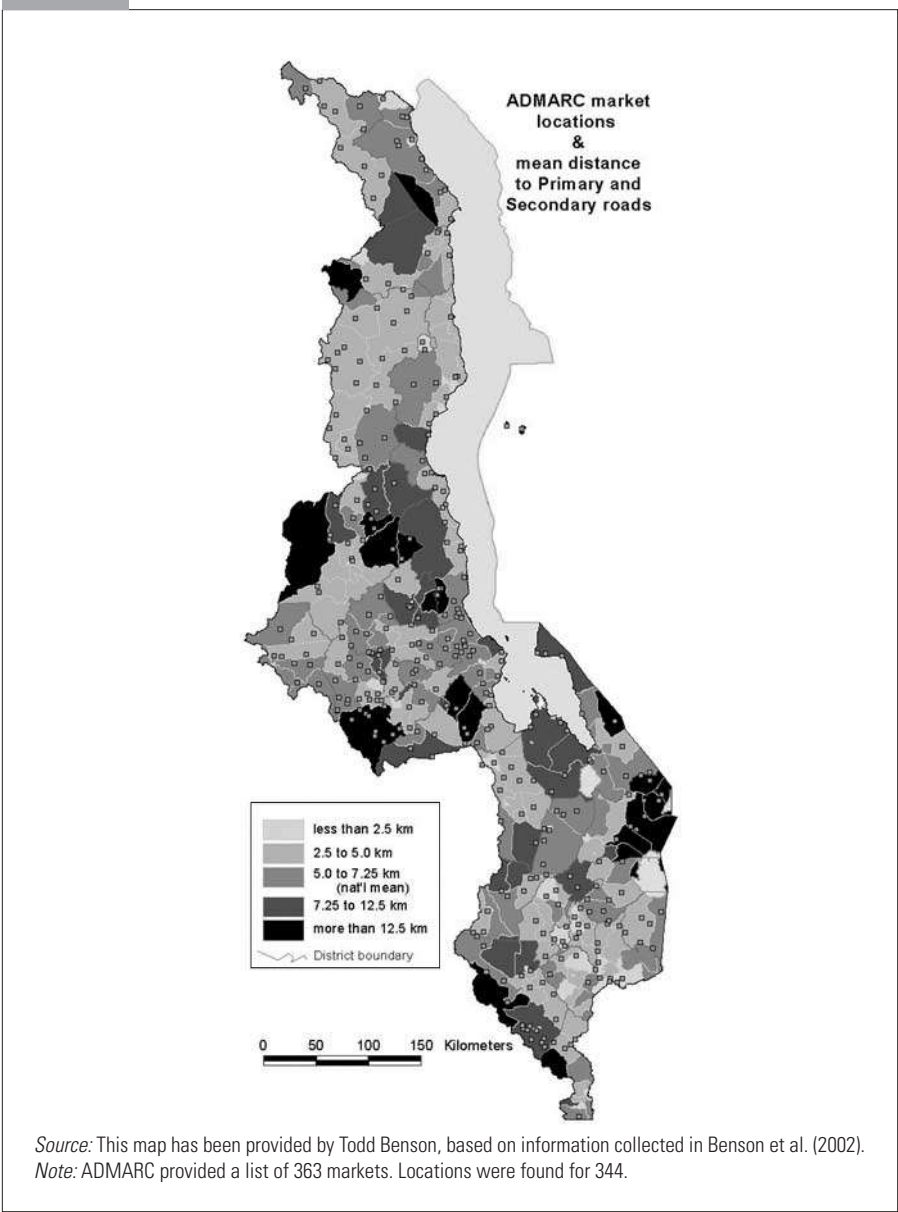 ADMARC market
locations
&
mean distance
to Primary and
Secondary roads
less than 2.5 km
2.5 to 5.0 km
5.0 to 7.25 km
(nat'l mean)
7.25 to 12.5 km
more than 12.5 km
District boundary
0 50 100 150 Kilometers
Source: This map has been provided by Todd Benson, based on information collected in Benson et al. (2002).
Note: ADMARC provided a list of 363 markets. Locations were found for 344.